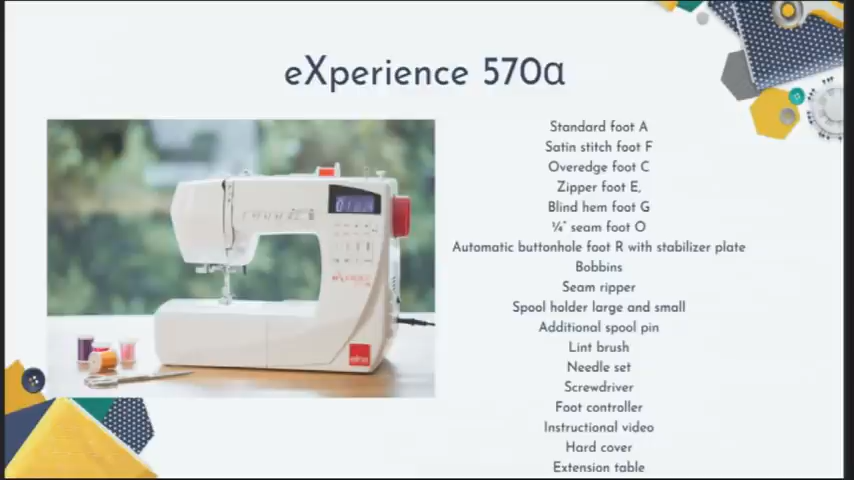 eXperience 570α
Standard foot A
Satin stitch foot F
Overedge foot C
Zipper foot E,
Blind hem foot G
¼" seam foot O
Automatic buttonhole foot R with stabilizer plate
Bobbins
Seam ripper
Spool holder large and small
Additional spool pin
Lint brush
Needle set
Screwdriver
Foot controller
Instructional video
Hard cover
Extension table
elna